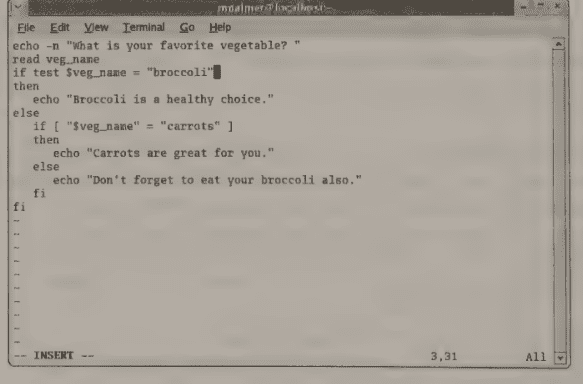 mpalmer@localhost:~
File Edit View Terminal Go Help
echo -n "What is your favorite vegetable? "
read veg_name
if test $veg_name = "broccoli"
then
   echo "Broccoli is a healthy choice."
else
   if [ "$veg_name" = "carrots" ]
   then
      echo "Carrots are great for you."
   else
      echo "Don't forget to eat your broccoli also."
   fi
fi
~
~
~
~
~
~
~
~
~
~
-- INSERT -- 3,31 All